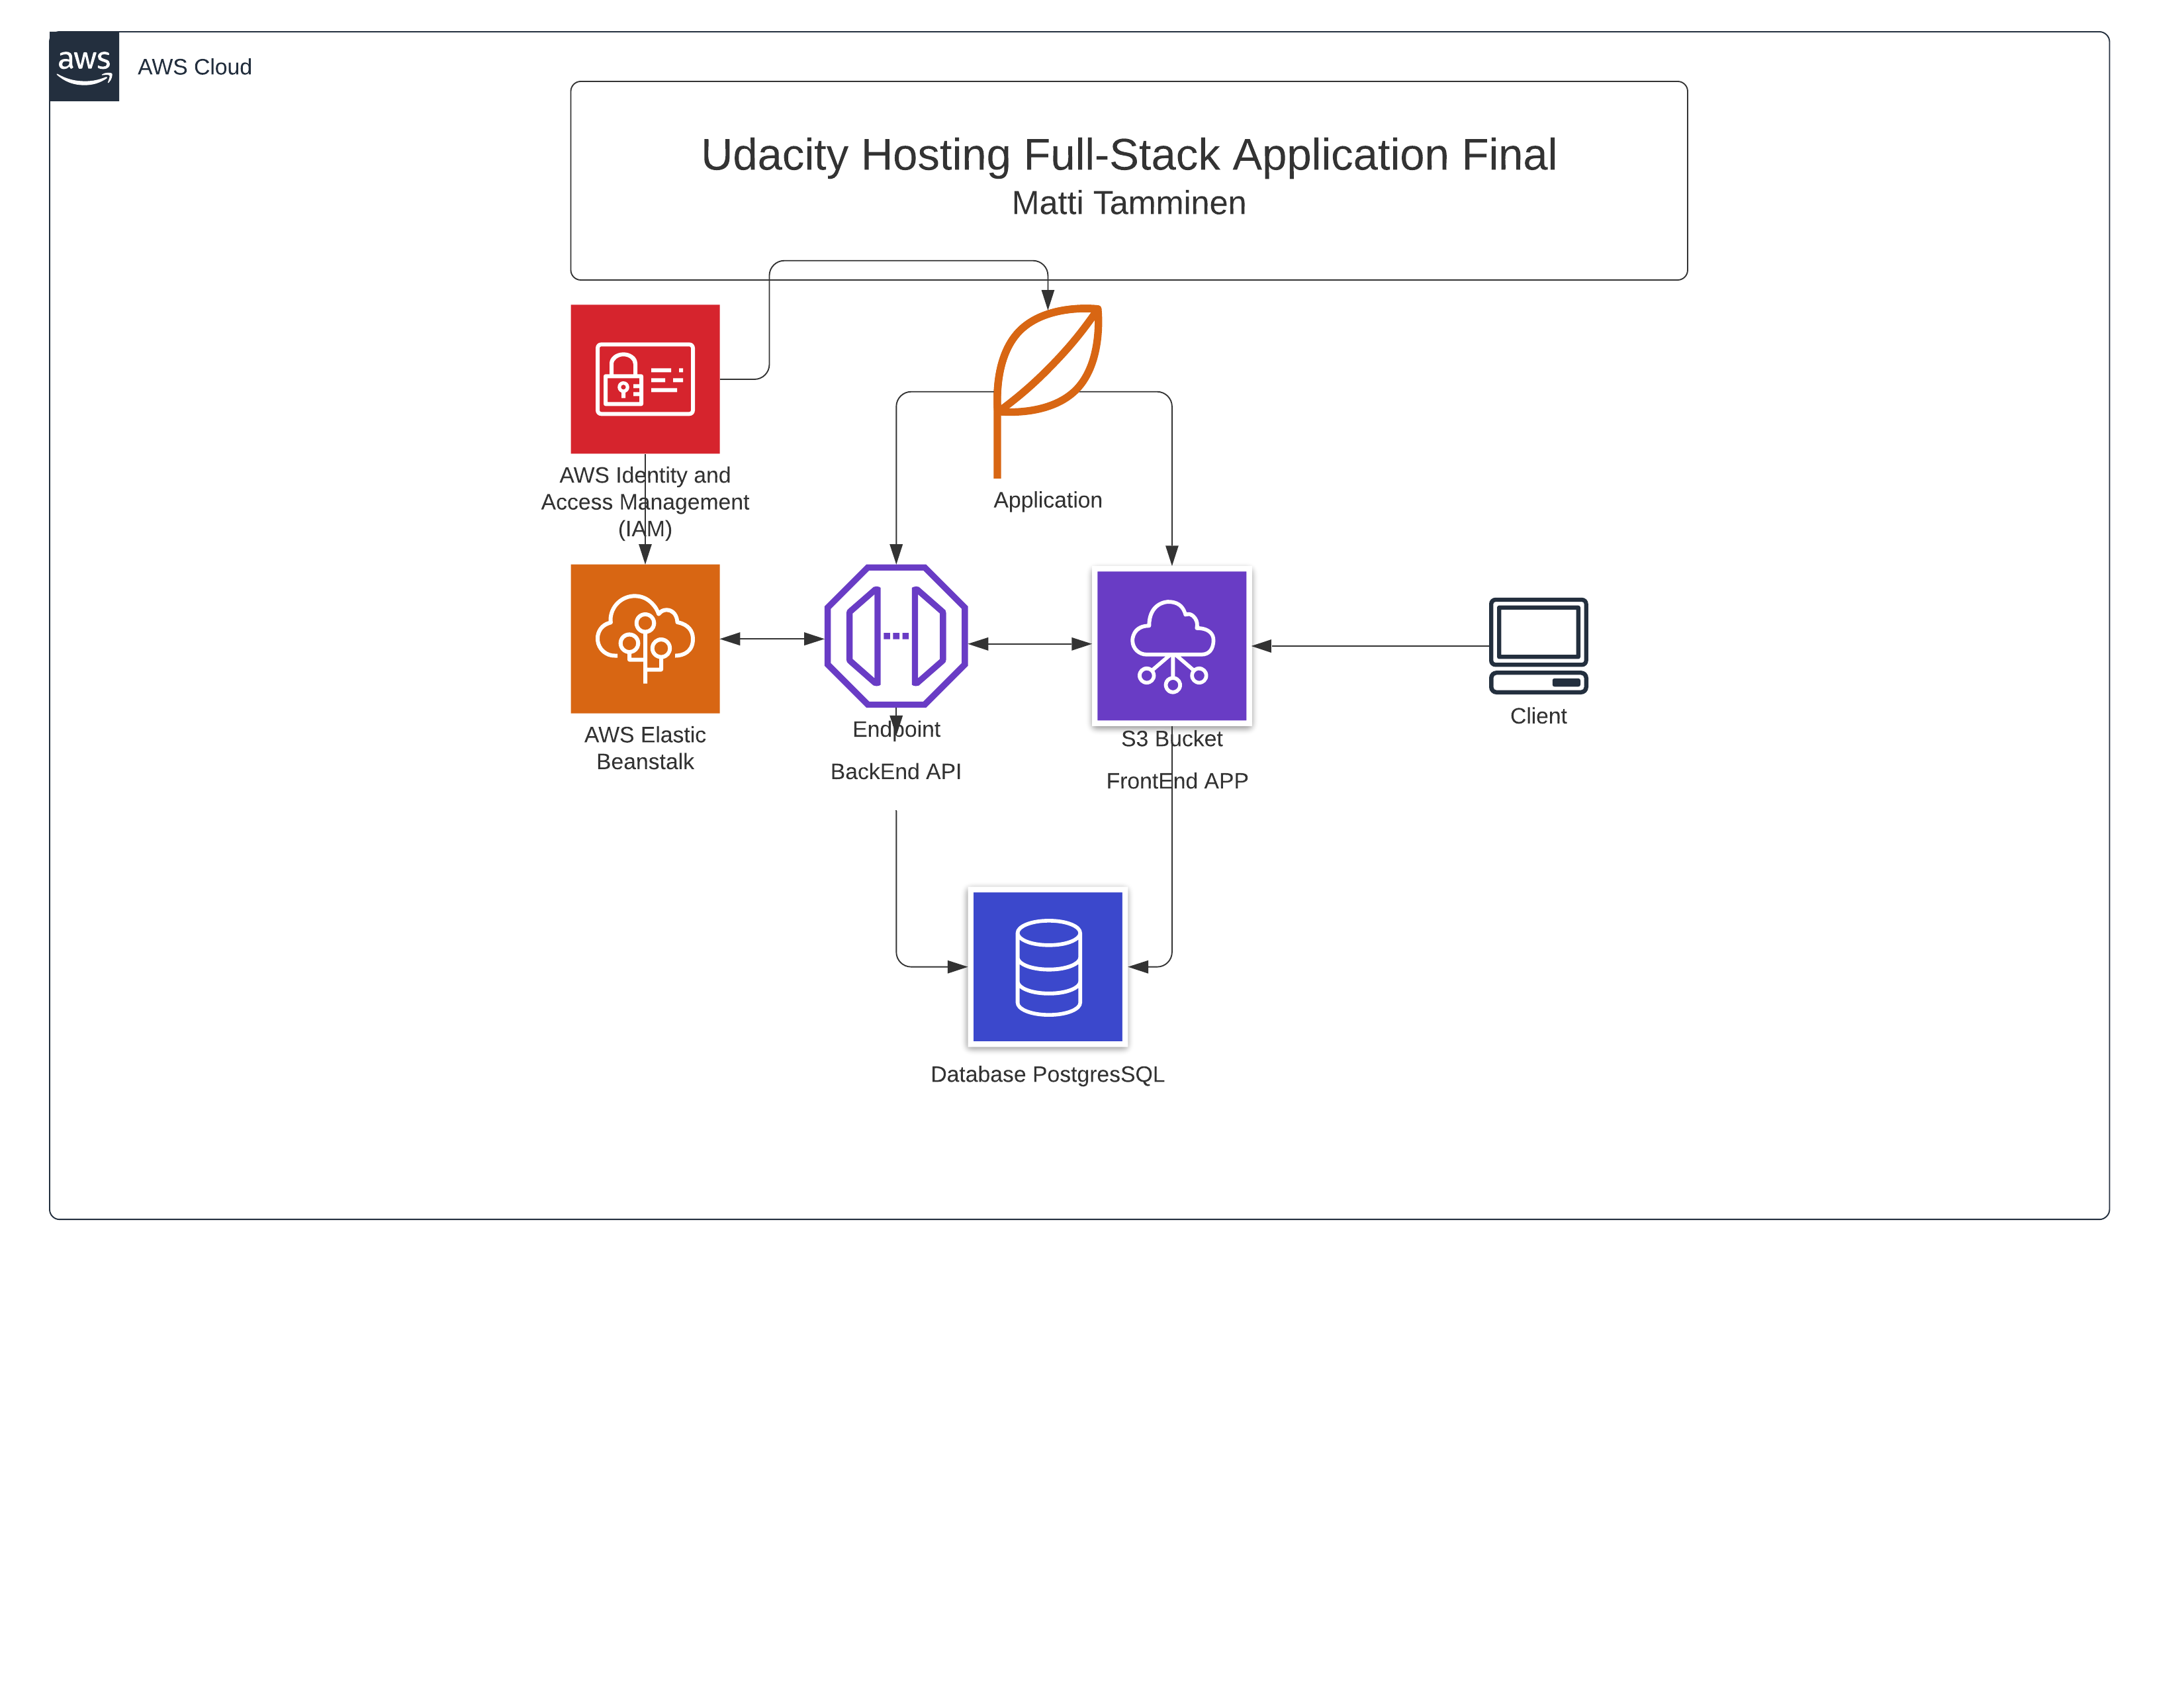 aws
AWS Cloud
Udacity Hosting Full-Stack Application Final
Matti Tamminen
AWS Identity and
Access Management
(IAM)
Application
AWS Elastic
Beanstalk
Endpoint
BackEnd API
S3 Bucket
FrontEnd APP
Client
Database PostgresSQL